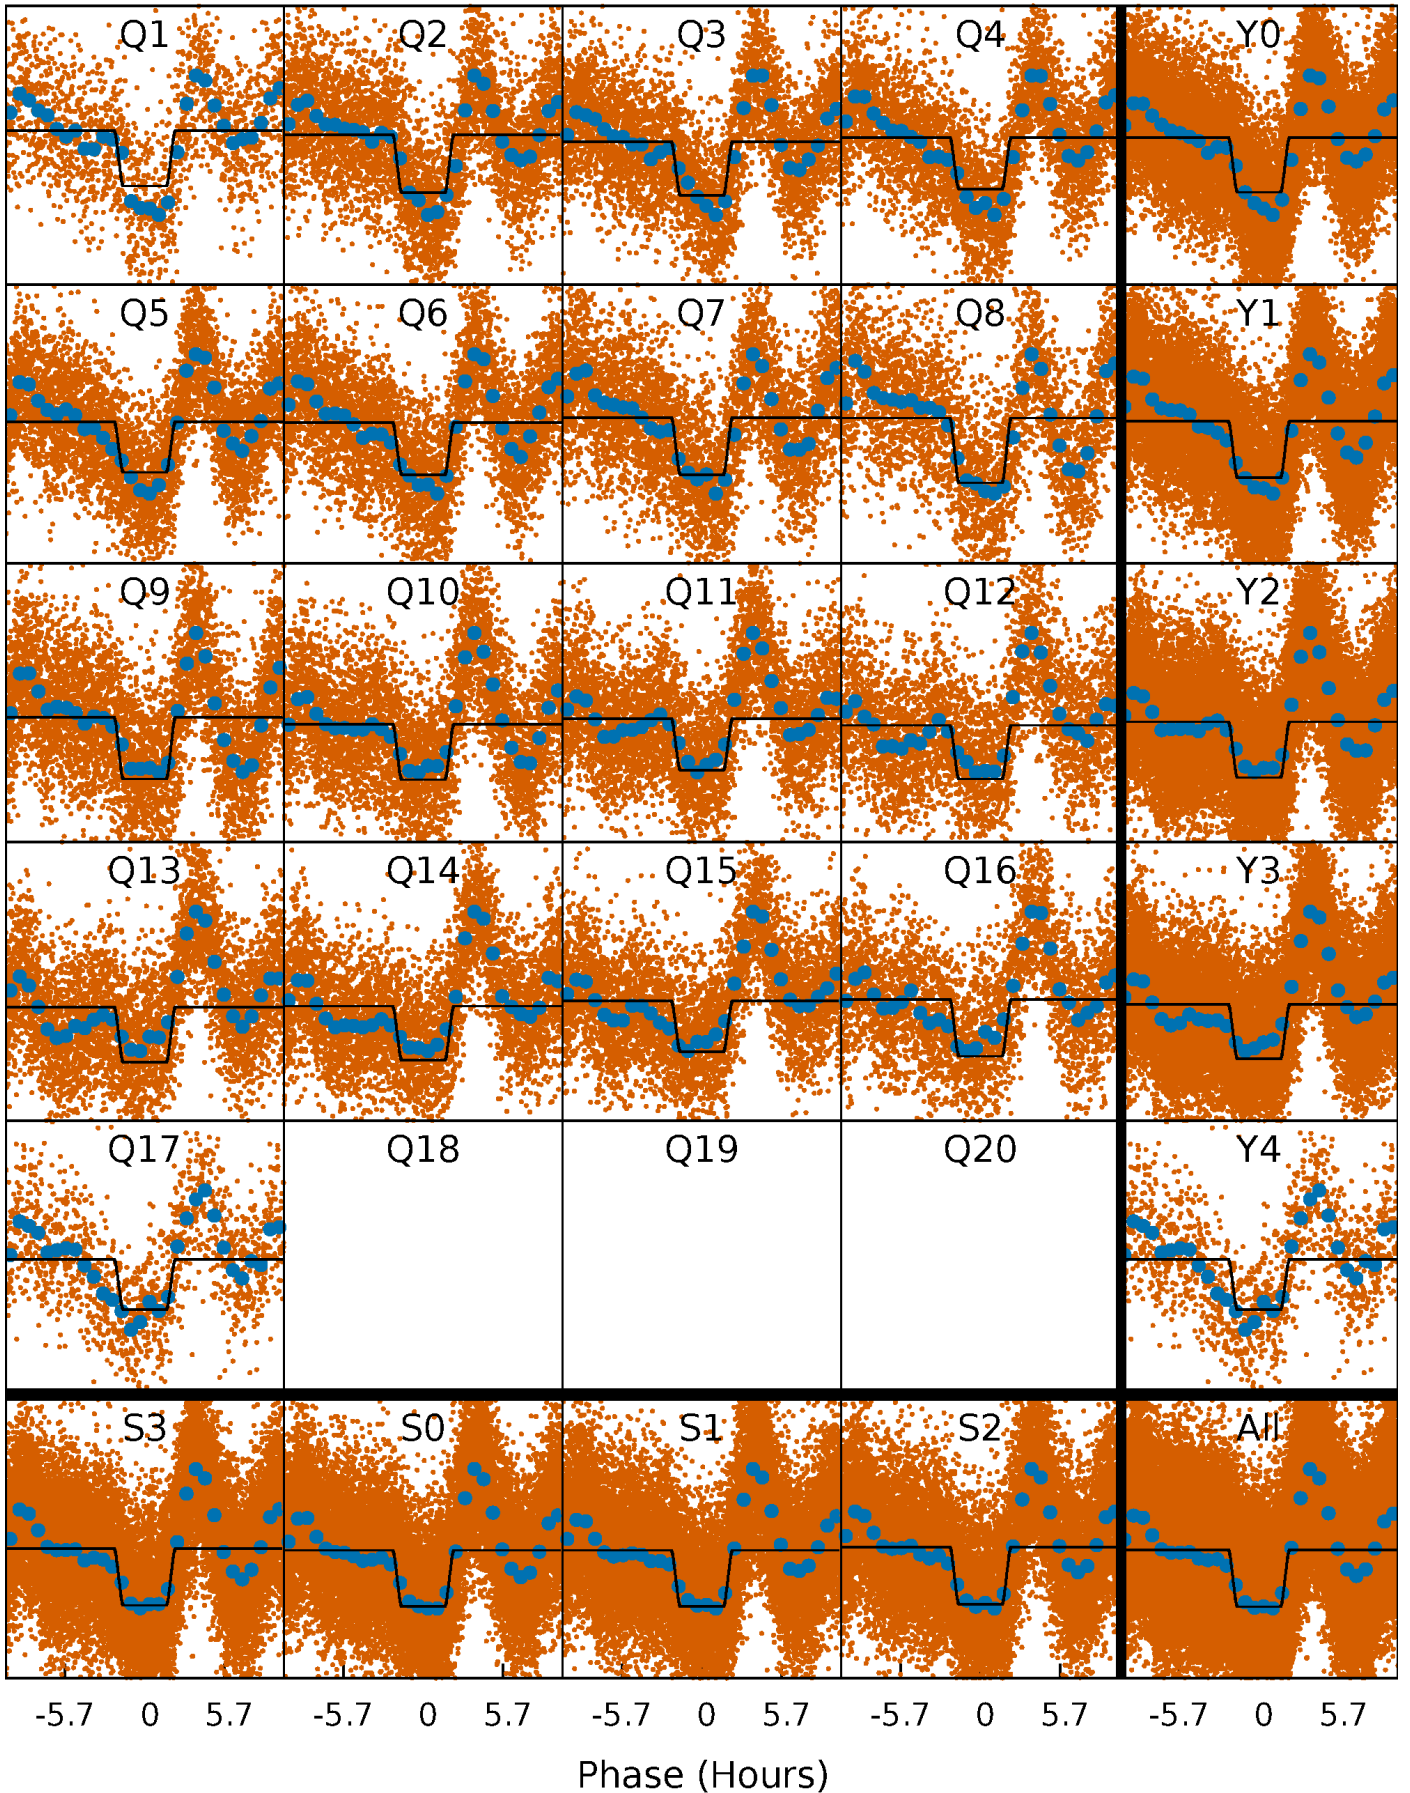 Q1 Q2 Q3 Q4 Y0
Q5 Q6 Q7 Q8 Y1
Q9 Q10 Q11 Q12 Y2
Q13 Q14 Q15 Q16 Y3
Q17 Q18 Q19 Q20 Y4
S3 S0 S1 S2 All
-5.7 0 5.7 -5.7 0 5.7 -5.7 0 5.7 -5.7 0 5.7 -5.7 0 5.7
Phase (Hours)